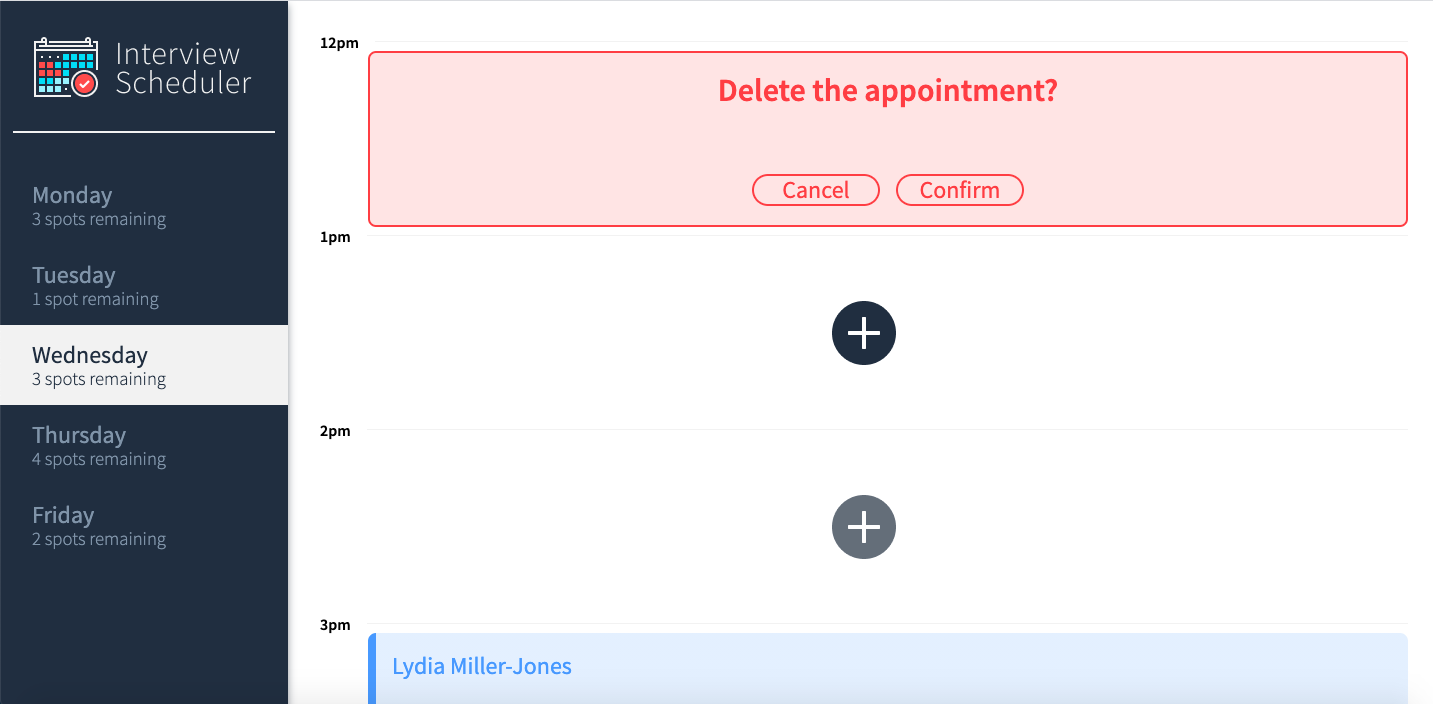 Interview
Scheduler
Monday
3 spots remaining
Tuesday
1 spot remaining
Wednesday
3 spots remaining
Thursday
4 spots remaining
Friday
2 spots remaining
12pm
Delete the appointment?
Cancel Confirm
1pm
2pm
3pm
Lydia Miller-Jones